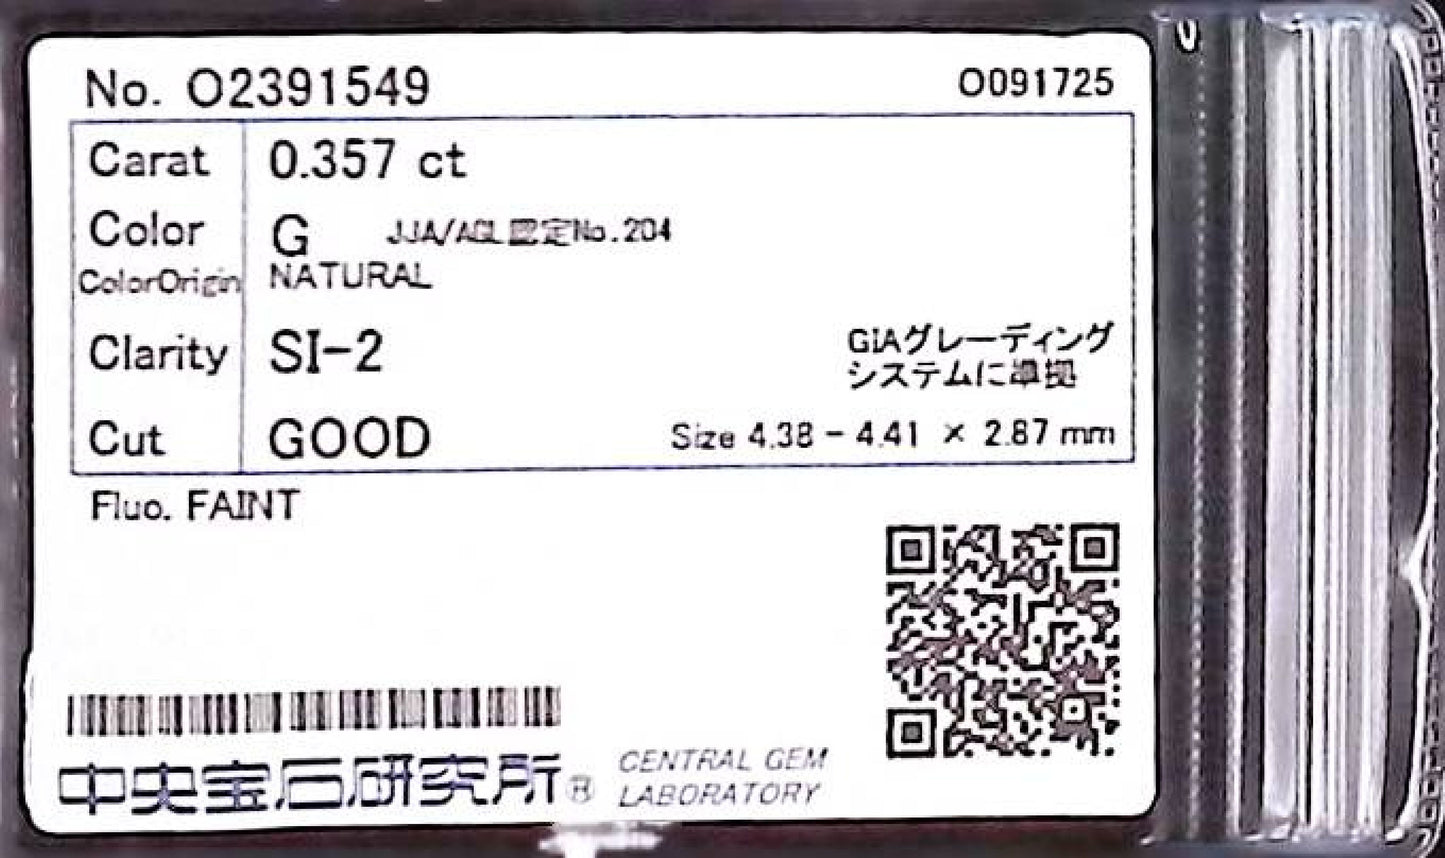 No. O2391549 O091725
Carat 0.357 ct
Color G JJA/AGL認定No.204
ColorOrigin NATURAL
Clarity SI-2 GIAグレーディング
システムに準拠
Cut GOOD Size 4.38 - 4.41 × 2.87 mm
Fluo. FAINT
中央宝石研究所® CENTRAL GEM
LABORATORY